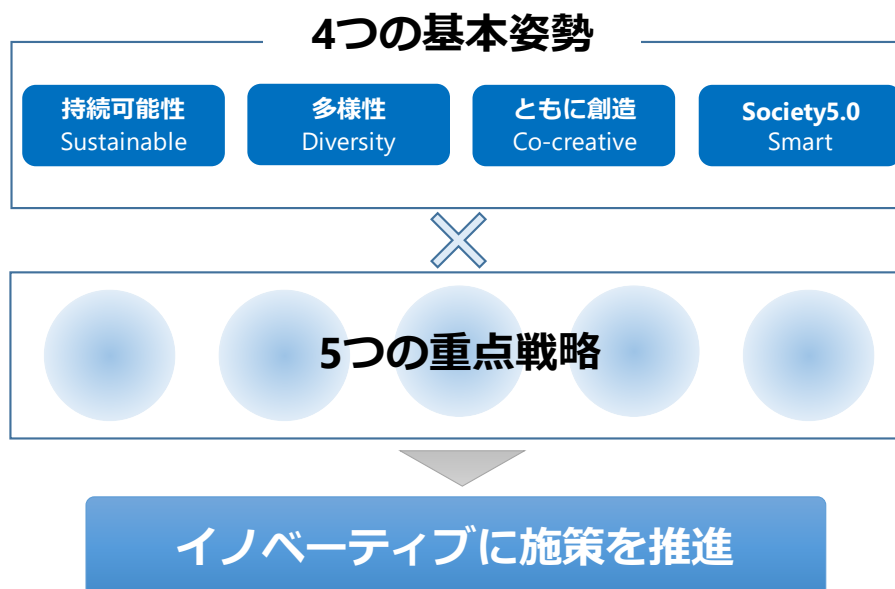 4つの基本姿勢
持続可能性
Sustainable
多様性
Diversity
ともに創造
Co-creative
Society5.0
Smart
5つの重点戦略
イノベーティブに施策を推進